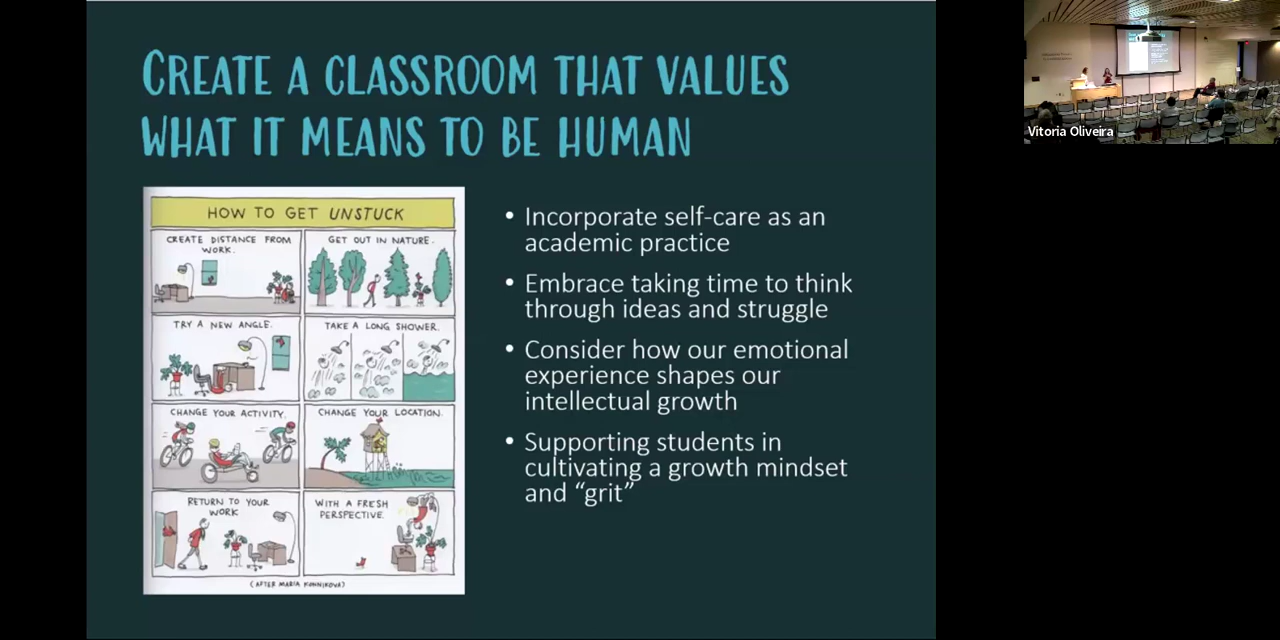 CREATE A CLASSROOM THAT VALUES
WHAT IT MEANS TO BE HUMAN
HOW TO GET UNSTUCK
CREATE DISTANCE FROM
WORK.
GET OUT IN NATURE.
TRY A NEW ANGLE.
TAKE A LONG SHOWER.
CHANGE YOUR ACTIVITY.
CHANGE YOUR LOCATION.
RETURN TO YOUR
WORK
WITH A FRESH
PERSPECTIVE.
(AFTER MARIA KONNIKOVA)
• Incorporate self-care as an
academic practice
• Embrace taking time to think
through ideas and struggle
• Consider how our emotional
experience shapes our
intellectual growth
• Supporting students in
cultivating a growth mindset
and “grit”
Vitoria Oliveira